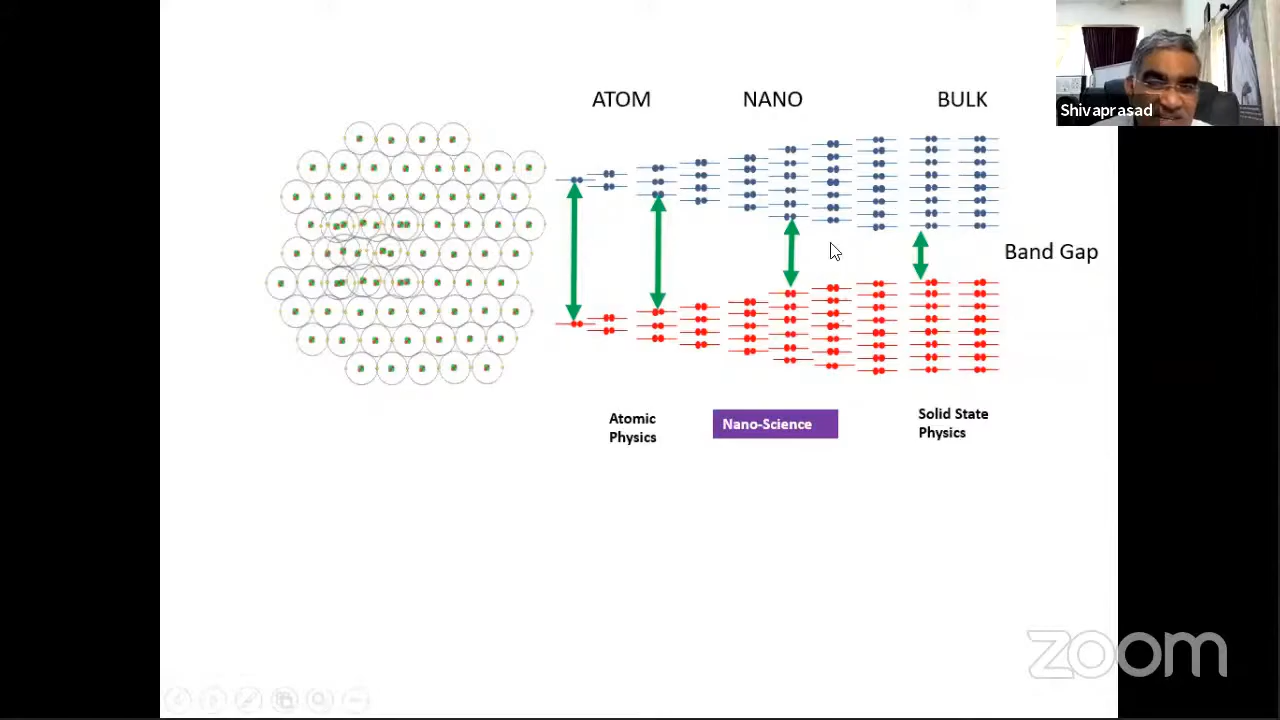 ATOM
NANO
BULK
Shivaprasad
Band Gap
Atomic
Physics
Nano-Science
Solid State
Physics
zoom